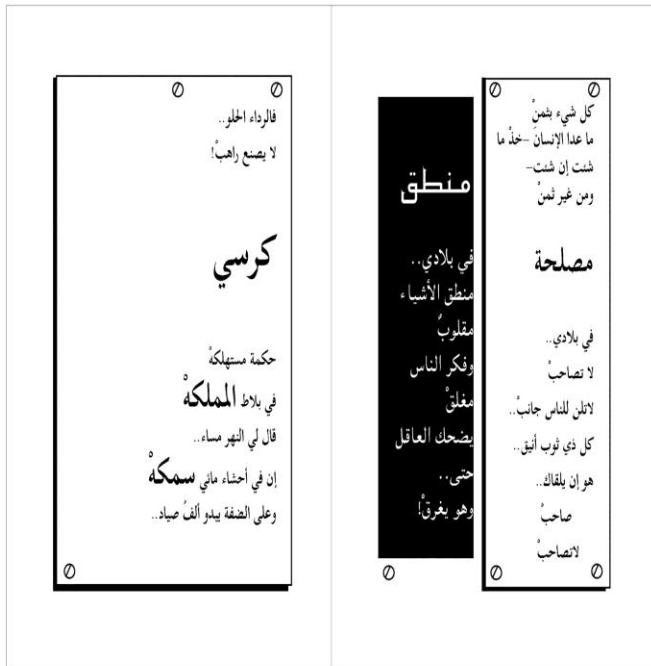 كل شيء بثمنْ
ما عدا الإنسانَ –خذْ ما
شئت إن شئت–
ومن غير ثمنْ
مصلحة
في بلادي..
لا تصاحبْ
لاتلن للناس جانبْ..
كل ذي ثوب أنيق..
هو إن يلقاك..
صاحبْ
لاتصاحبْ
منطق
في بلادي..
منطق الأشياء
مقلوبٌ
وفكر الناس
مغلقْ
يضحك العاقل
حتى..
وهو يغرقْ!
فالرداء الحلو..
لا يصنع راهبْ!
كرسي
حكمة مستهلكهْ
في بلاط المملكهْ
قال لي النهر مساء..
إن في أحشاء مائي سمكهْ
وعلى الضفة يبدو ألفُ صياد..